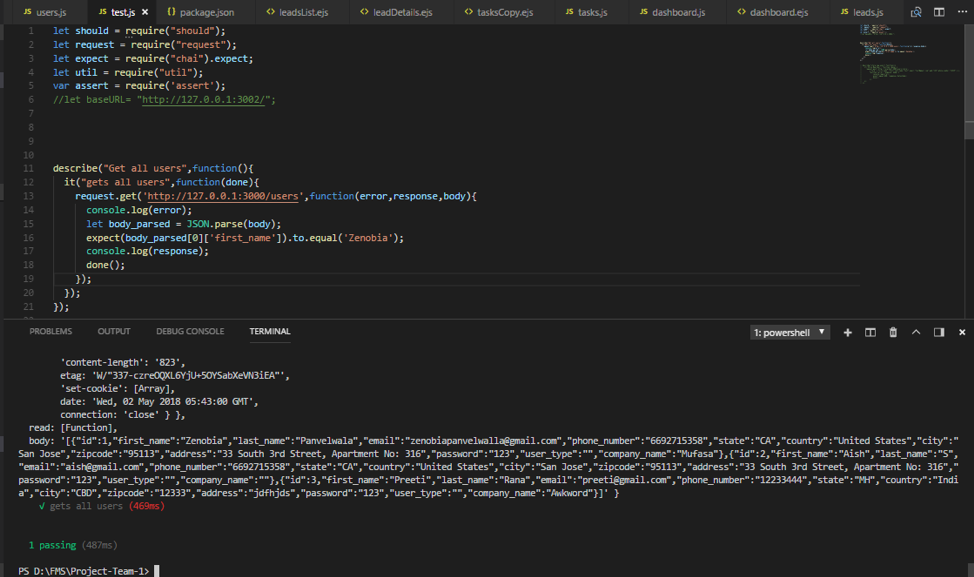 users.js test.js package.json leadsList.ejs leadDetails.ejs tasksCopy.ejs tasks.js dashboard.js dashboard.ejs leads.js
1 let should = require("should");
2 let request = require("request");
3 let expect = require("chai").expect;
4 let util = require("util");
5 var assert = require('assert');
6 //let baseURL= "http://127.0.0.1:3002/";
7
8
9
10
11 describe("Get all users",function(){
12 it("gets all users",function(done){
13 request.get('http://127.0.0.1:3000/users',function(error,response,body){
14 console.log(error);
15 let body_parsed = JSON.parse(body);
16 expect(body_parsed[0]['first_name']).to.equal('Zenobia');
17 console.log(response);
18 done();
19 });
20 });
21 });
PROBLEMS OUTPUT DEBUG CONSOLE TERMINAL 1: powershell
'content-length': '823',
etag: 'W/"337-czreOQXL6YjU+5OYSabXeVN3iEA"',
'set-cookie': [Array],
date: 'Wed, 02 May 2018 05:43:00 GMT',
connection: 'close' } },
read: [Function],
body: '[{"id":1,"first_name":"Zenobia","last_name":"Panvelwala","email":"zenobiapanvelwalla@gmail.com","phone_number":"6692715358","state":"CA","country":"United States","city":"
San Jose","zipcode":"95113","address":"33 South 3rd Street, Apartment No: 316","password":"123","user_type":"","company_name":"Mufasa"},{"id":2,"first_name":"Aish","last_name":"S",
"email":"aish@gmail.com","phone_number":"6692715358","state":"CA","country":"United States","city":"San Jose","zipcode":"95113","address":"33 South 3rd Street, Apartment No: 316","
password":"123","user_type":"","company_name":""},{"id":3,"first_name":"Preeti","last_name":"Rana","email":"preeti@gmail.com","phone_number":"12233444","state":"MH","country":"Indi
a","city":"CBD","zipcode":"12333","address":"jdfhjds","password":"123","user_type":"","company_name":"Awkword"}]' }
√ gets all users (469ms)
1 passing (487ms)
PS D:\FMS\Project-Team-1>